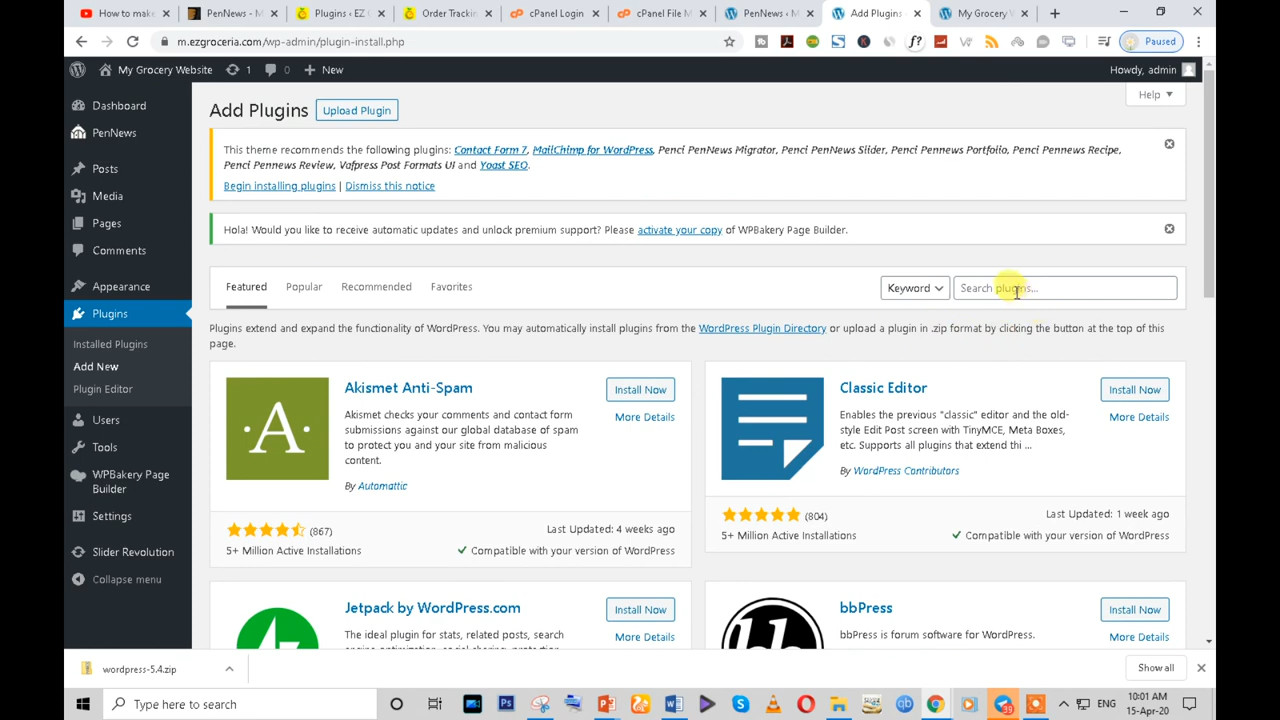 How to make
PenNews - M
Plugins ‹ EZ
Order Trackin
cPanel Login
cPanel File M
PenNews ‹ M
Add Plugins
My Grocery W
m.ezgroceria.com/wp-admin/plugin-install.php
Paused
My Grocery Website
1
0
New
Howdy, admin
Dashboard
PenNews
Posts
Media
Pages
Comments
Appearance
Plugins
Installed Plugins
Add New
Plugin Editor
Users
Tools
WPBakery Page
Builder
Settings
Slider Revolution
Collapse menu
Add Plugins
Upload Plugin
Help
This theme recommends the following plugins: Contact Form 7, MailChimp for WordPress, Penci PenNews Migrator, Penci PenNews Slider, Penci Pennews Portfolio, Penci Pennews Recipe,
Penci Pennews Review, Vafpress Post Formats UI and Yoast SEO.
Begin installing plugins | Dismiss this notice
Hola! Would you like to receive automatic updates and unlock premium support? Please activate your copy of WPBakery Page Builder.
Featured
Popular
Recommended
Favorites
Keyword
Search plugins...
Plugins extend and expand the functionality of WordPress. You may automatically install plugins from the WordPress Plugin Directory or upload a plugin in .zip format by clicking the button at the top of this
page.
A
Akismet Anti-Spam
Install Now
More Details
Akismet checks your comments and contact form
submissions against our global database of spam
to protect you and your site from malicious
content.
By Automattic
(867)
5+ Million Active Installations
Last Updated: 4 weeks ago
Compatible with your version of WordPress
Classic Editor
Install Now
More Details
Enables the previous "classic" editor and the old-
style Edit Post screen with TinyMCE, Meta Boxes,
etc. Supports all plugins that extend thi ...
By WordPress Contributors
(804)
5+ Million Active Installations
Last Updated: 1 week ago
Compatible with your version of WordPress
Jetpack by WordPress.com
Install Now
More Details
The ideal plugin for stats, related posts, search
bbPress
Install Now
More Details
bbPress is forum software for WordPress.
wordpress-5.4.zip
Show all
Type here to search
39
ENG
10:01 AM
15-Apr-20